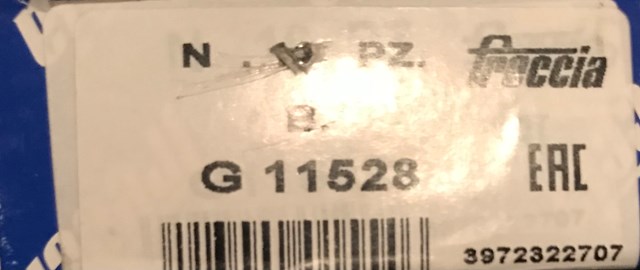 N PZ. freccia
B.
G 11528 EAC
3972322707